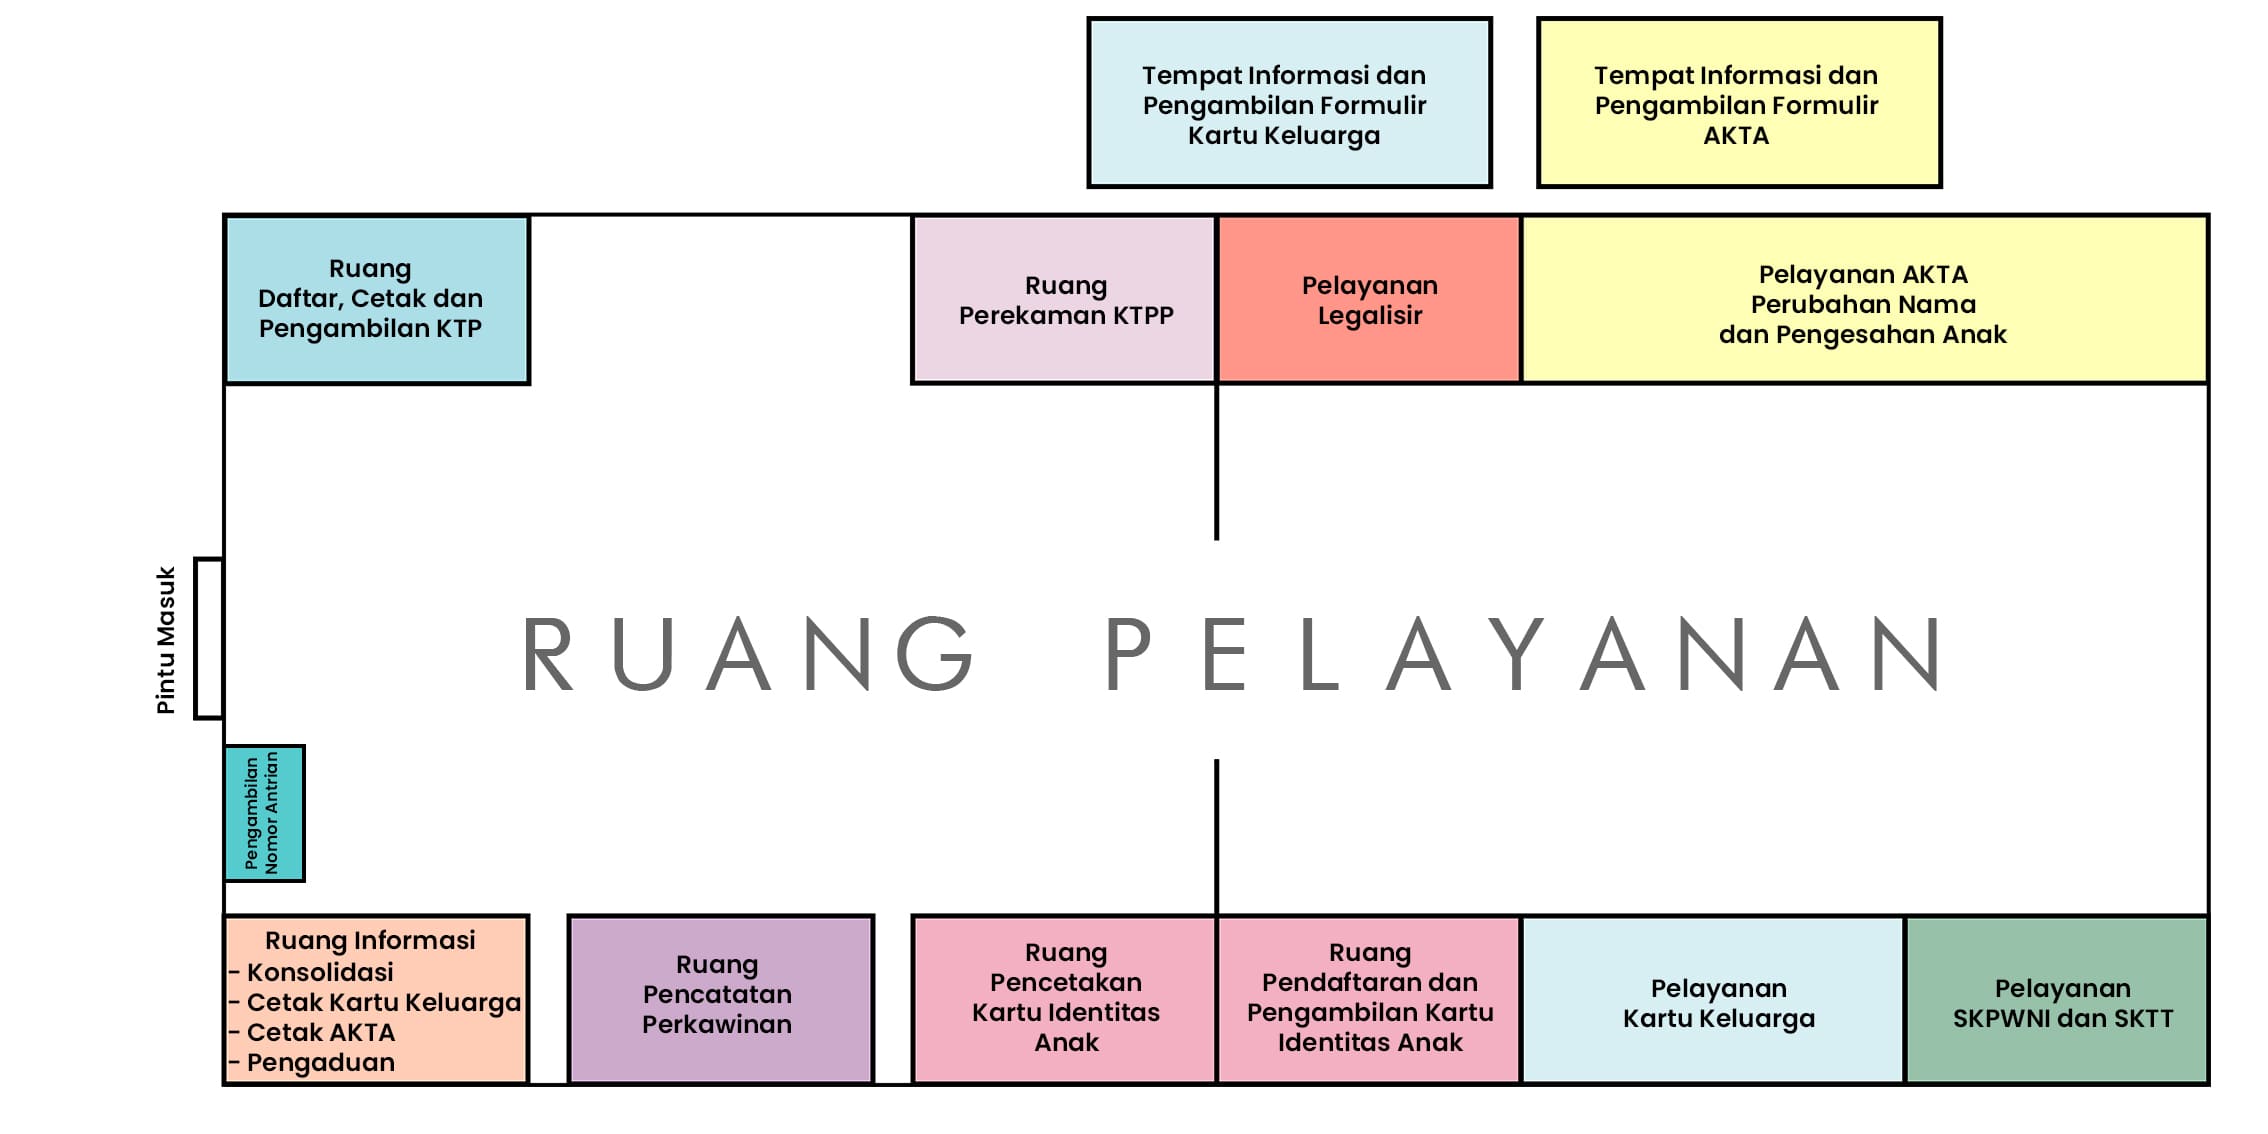 Tempat Informasi dan
Pengambilan Formulir
Kartu Keluarga
Tempat Informasi dan
Pengambilan Formulir
AKTA
Ruang
Daftar, Cetak dan
Pengambilan KTP
Ruang
Perekaman KTPP
Pelayanan
Legalisir
Pelayanan AKTA
Perubahan Nama
dan Pengesahan Anak
Pintu Masuk
RUANG PELAYANAN
Pengambilan
Nomor Antrian
Ruang Informasi
- Konsolidasi
- Cetak Kartu Keluarga
- Cetak AKTA
- Pengaduan
Ruang
Pencatatan
Perkawinan
Ruang
Pencetakan
Kartu Identitas
Anak
Ruang
Pendaftaran dan
Pengambilan Kartu
Identitas Anak
Pelayanan
Kartu Keluarga
Pelayanan
SKPWNI dan SKTT